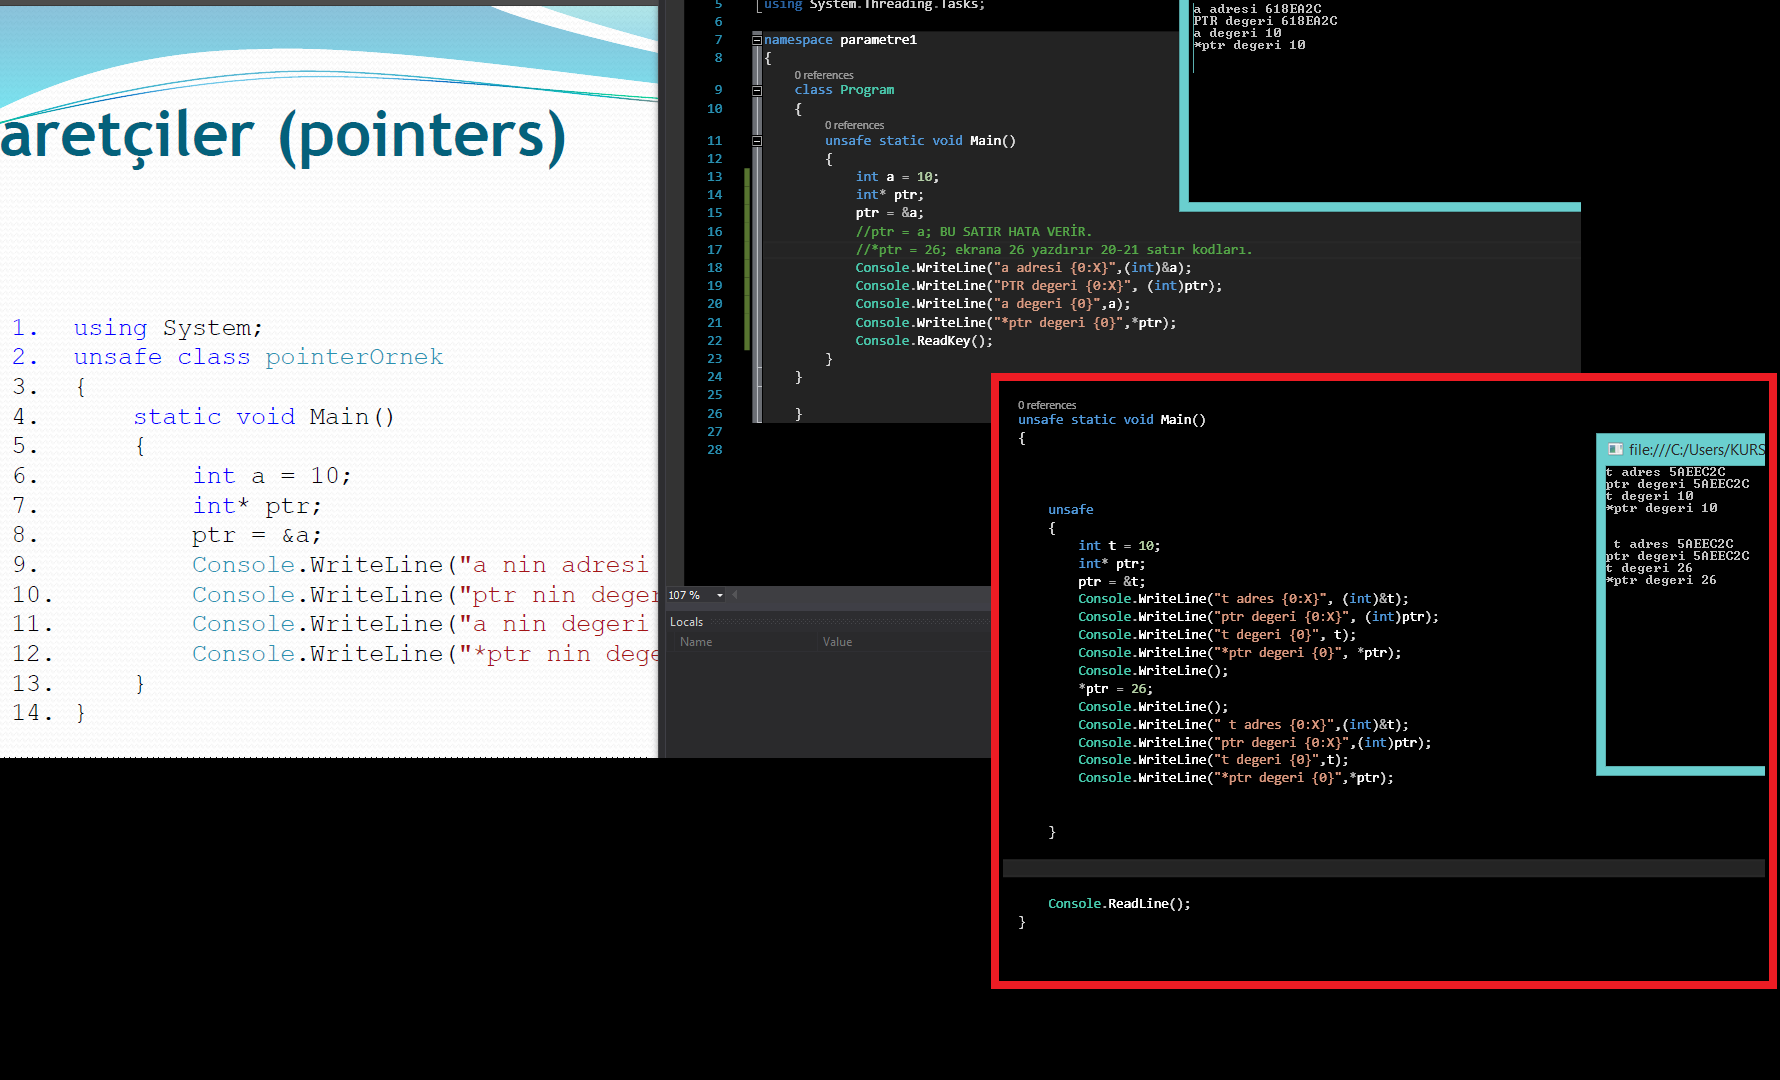 aretçiler (pointers)
1. using System;
2. unsafe class pointerOrnek
3. {
4. static void Main()
5. {
6. int a = 10;
7. int* ptr;
8. ptr = &a;
9. Console.WriteLine("a nin adresi
10. Console.WriteLine("ptr nin deger
11. Console.WriteLine("a nin degeri
12. Console.WriteLine("*ptr nin dege
13. }
14. }
5 using System.Threading.Tasks;
6
7 namespace parametre1
8 {
0 references
9 class Program
10 {
0 references
11 unsafe static void Main()
12 {
13 int a = 10;
14 int* ptr;
15 ptr = &a;
16 //ptr = a; BU SATIR HATA VERİR.
17 //*ptr = 26; ekrana 26 yazdırır 20-21 satır kodları.
18 Console.WriteLine("a adresi {0:X}",(int)&a);
19 Console.WriteLine("PTR degeri {0:X}", (int)ptr);
20 Console.WriteLine("a degeri {0}",a);
21 Console.WriteLine("*ptr degeri {0}",*ptr);
22 Console.ReadKey();
23 }
24 }
25
26 }
27
28
107 %
Locals
Name Value
a adresi 618EA2C
PTR degeri 618EA2C
a degeri 10
*ptr degeri 10
0 references
unsafe static void Main()
{
unsafe
{
int t = 10;
int* ptr;
ptr = &t;
Console.WriteLine("t adres {0:X}", (int)&t);
Console.WriteLine("ptr degeri {0:X}", (int)ptr);
Console.WriteLine("t degeri {0}", t);
Console.WriteLine("*ptr degeri {0}", *ptr);
Console.WriteLine();
*ptr = 26;
Console.WriteLine();
Console.WriteLine(" t adres {0:X}",(int)&t);
Console.WriteLine("ptr degeri {0:X}",(int)ptr);
Console.WriteLine("t degeri {0}",t);
Console.WriteLine("*ptr degeri {0}",*ptr);
}
Console.ReadLine();
}
file:///C:/Users/KURS
t adres 5AEEC2C
ptr degeri 5AEEC2C
t degeri 10
*ptr degeri 10
t adres 5AEEC2C
ptr degeri 5AEEC2C
t degeri 26
*ptr degeri 26